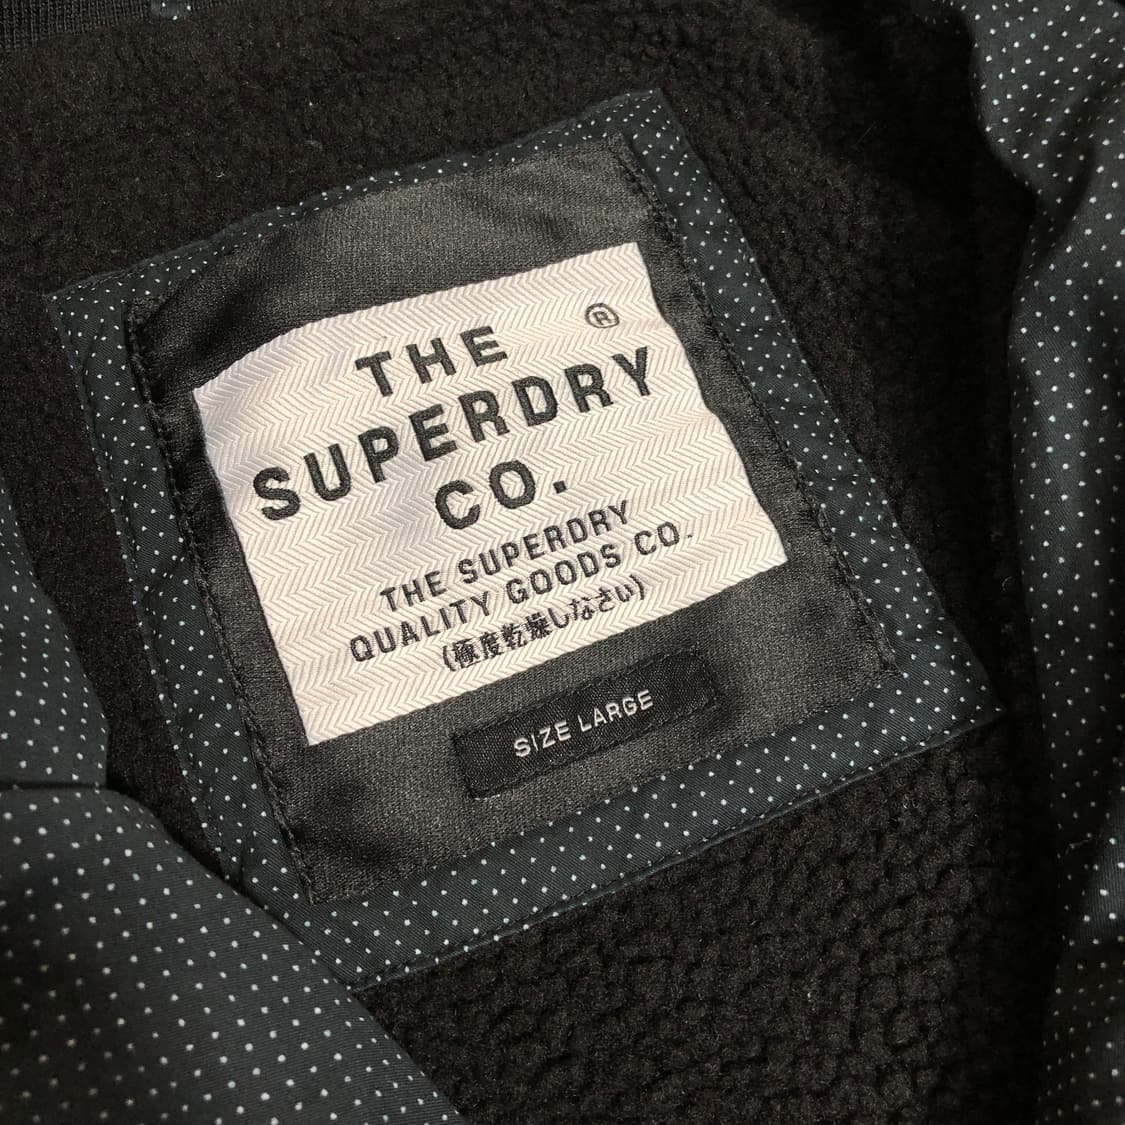 THE ®
SUPERDRY
CO.
THE SUPERDRY
QUALITY GOODS CO.
(極度乾燥しなさい)
SIZE LARGE